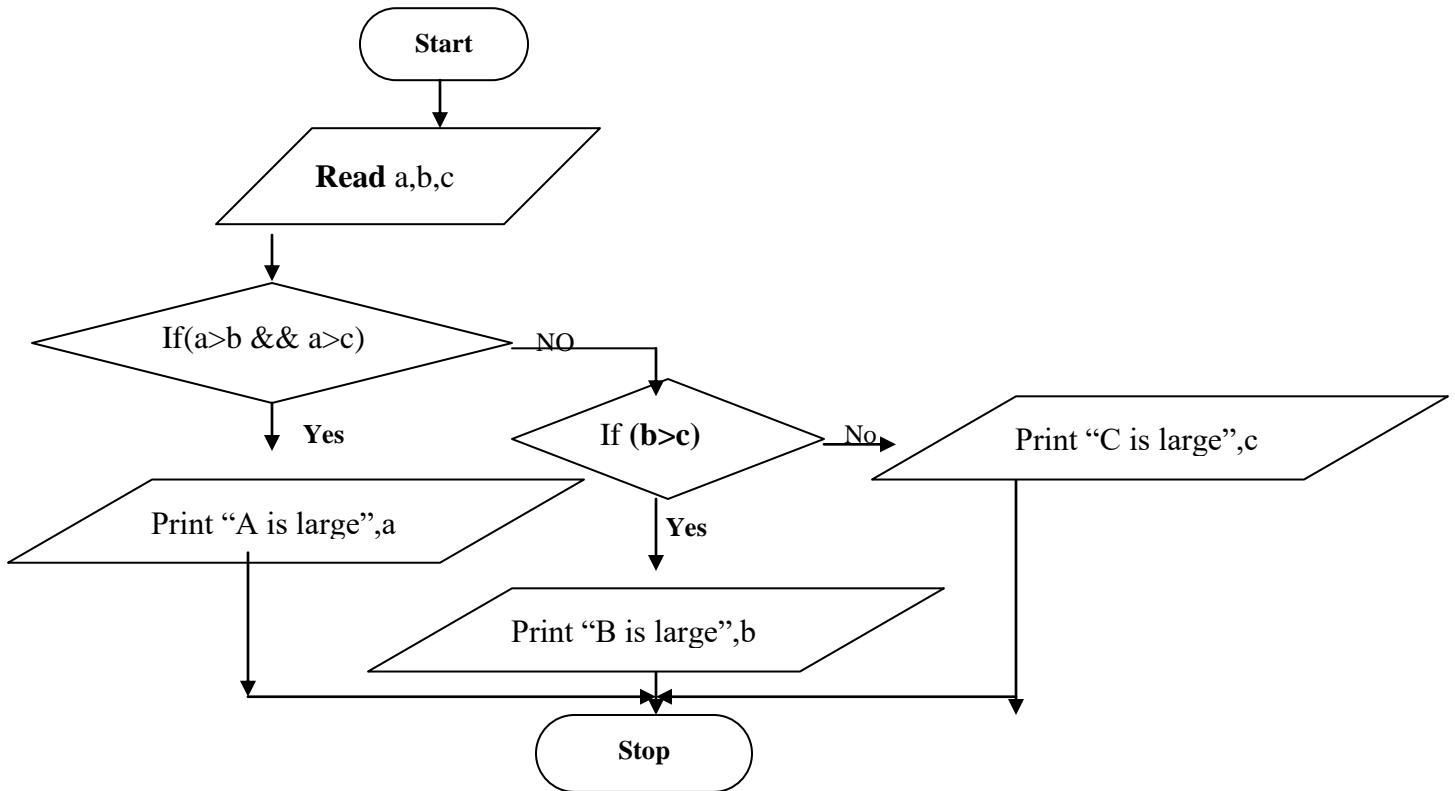 Start
Read a,b,c
If(a>b && a>c)
NO
If (b>c)
No
Print “C is large”,c
Yes
Print “A is large”,a
Yes
Print “B is large”,b
Stop